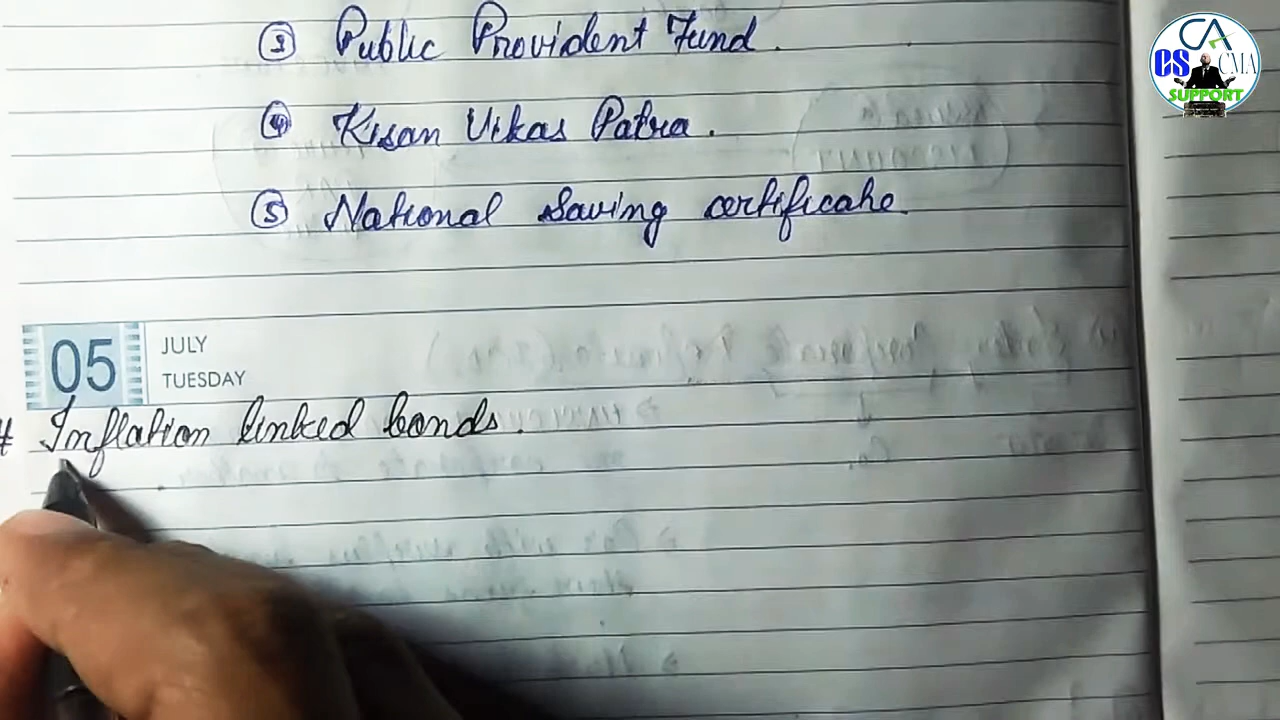 ③ Public Provident Fund.
④ Kisan Vikas Patra.
⑤ National Saving certificate.
05 JULY
TUESDAY
# Inflation linked bonds.
CA
CS CMA
SUPPORT